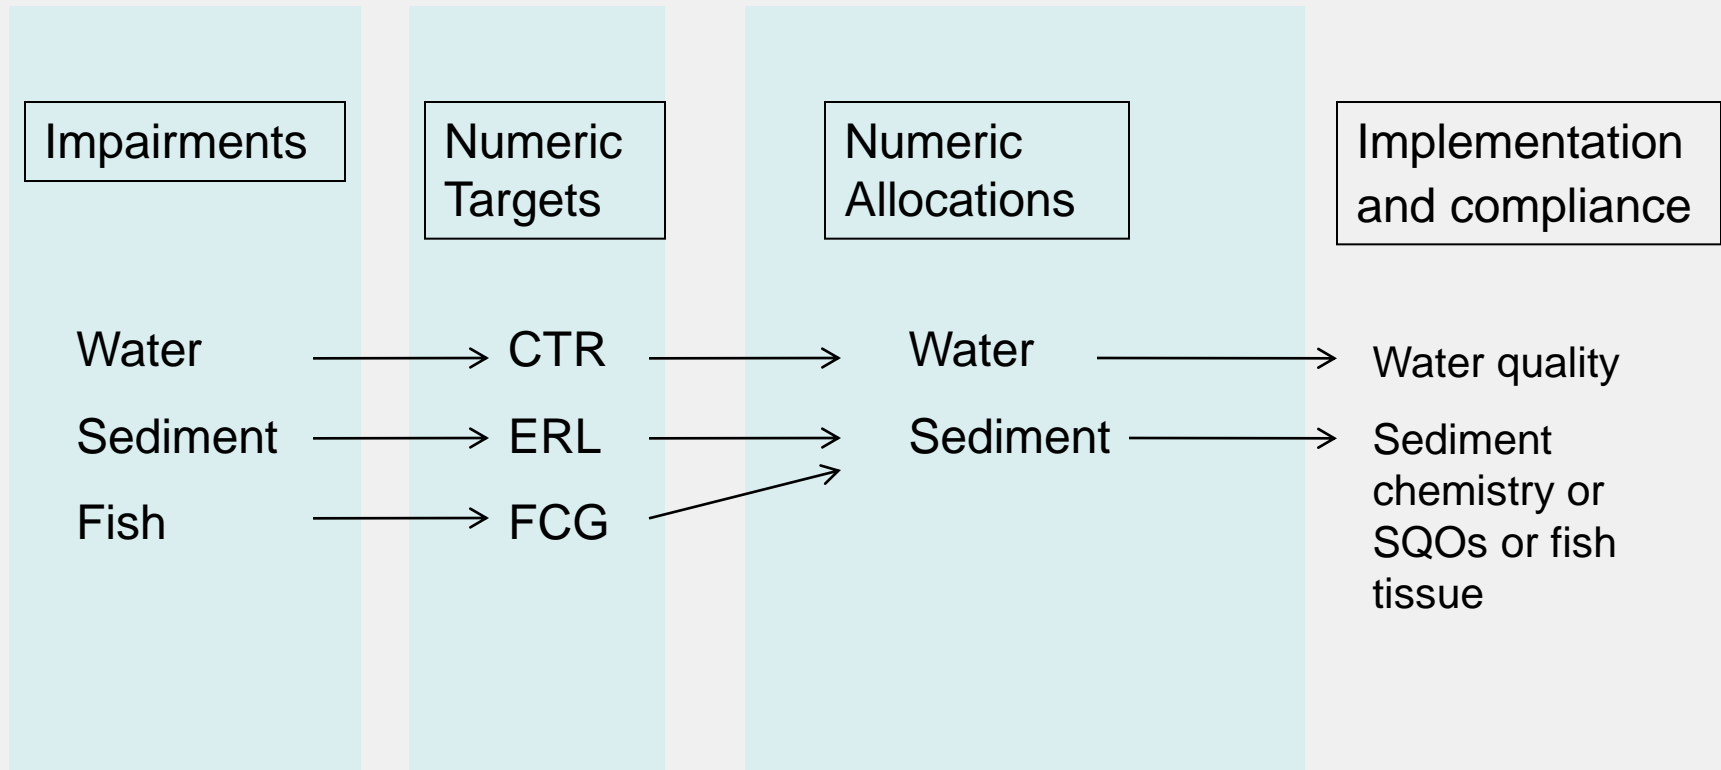 Impairments
Numeric
Targets
Numeric
Allocations
Implementation
and compliance
Water
CTR
Water
Water quality
Sediment
ERL
Sediment
Sediment
chemistry or
SQOs or fish
tissue
Fish
FCG